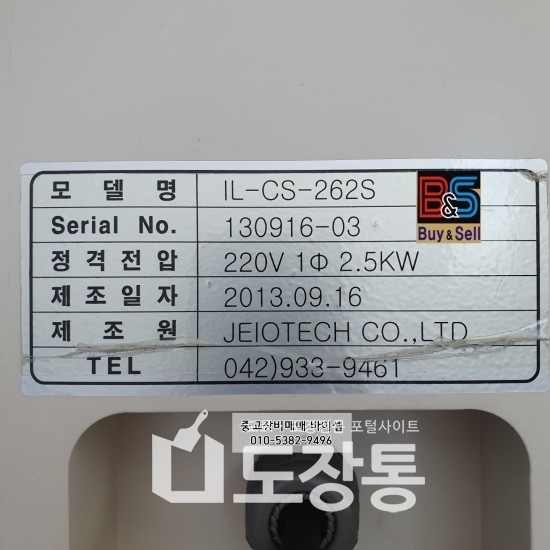 도장통
모 델 명 IL-CS-262S
B&S
Buy & Sell
Serial No. 130916-03
정격전압 220V 1Φ 2.5KW
제조일자 2013.09.16
제 조 원 JEIOTECH CO.,LTD
TEL 042)933-9461
중고장비매매 바이셀 포털사이트
010-5382-9496
도장통